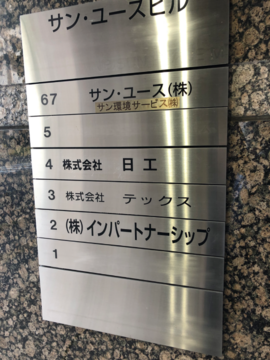 サン・ユースビル
67 サン・ユース(株)
サン環境サービス㈱
5
4 株式会社 日工
3 株式会社 テックス
2 (株)インパートナーシップ
1